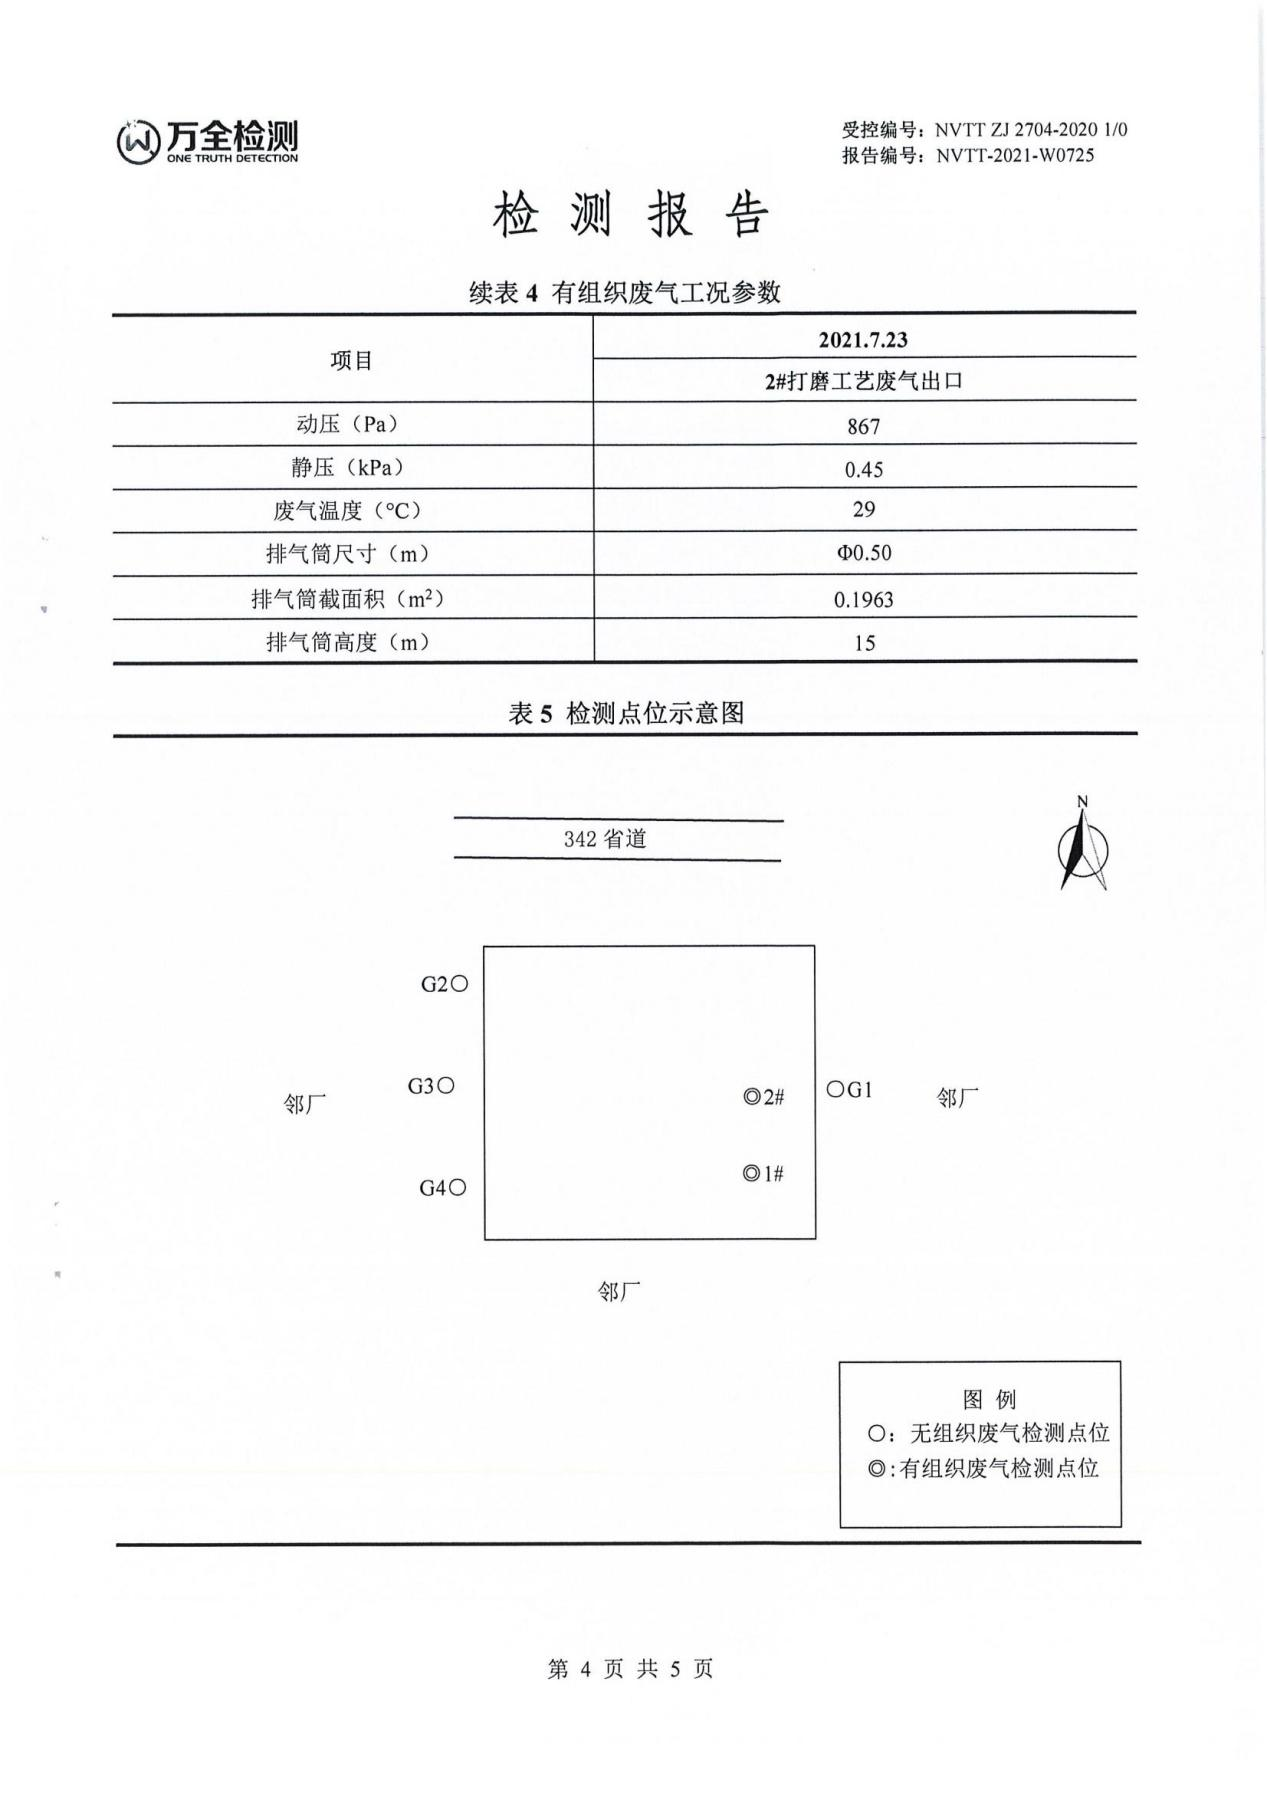 万全检测
ONE TRUTH DETECTION
受控编号：NVTT ZJ 2704-2020 1/0
报告编号：NVTT-2021-W0725
检 测 报 告
续表 4 有组织废气工况参数
项目
2021.7.23
2#打磨工艺废气出口
动压（Pa） 867
静压（kPa） 0.45
废气温度（℃） 29
排气筒尺寸（m） Φ0.50
排气筒截面积（m²） 0.1963
排气筒高度（m） 15
表 5 检测点位示意图
N
342 省道
G2○
G3○ ◎2# ○G1
邻厂 邻厂
◎1#
G4○
邻厂
图 例
○：无组织废气检测点位
◎:有组织废气检测点位
第 4 页 共 5 页